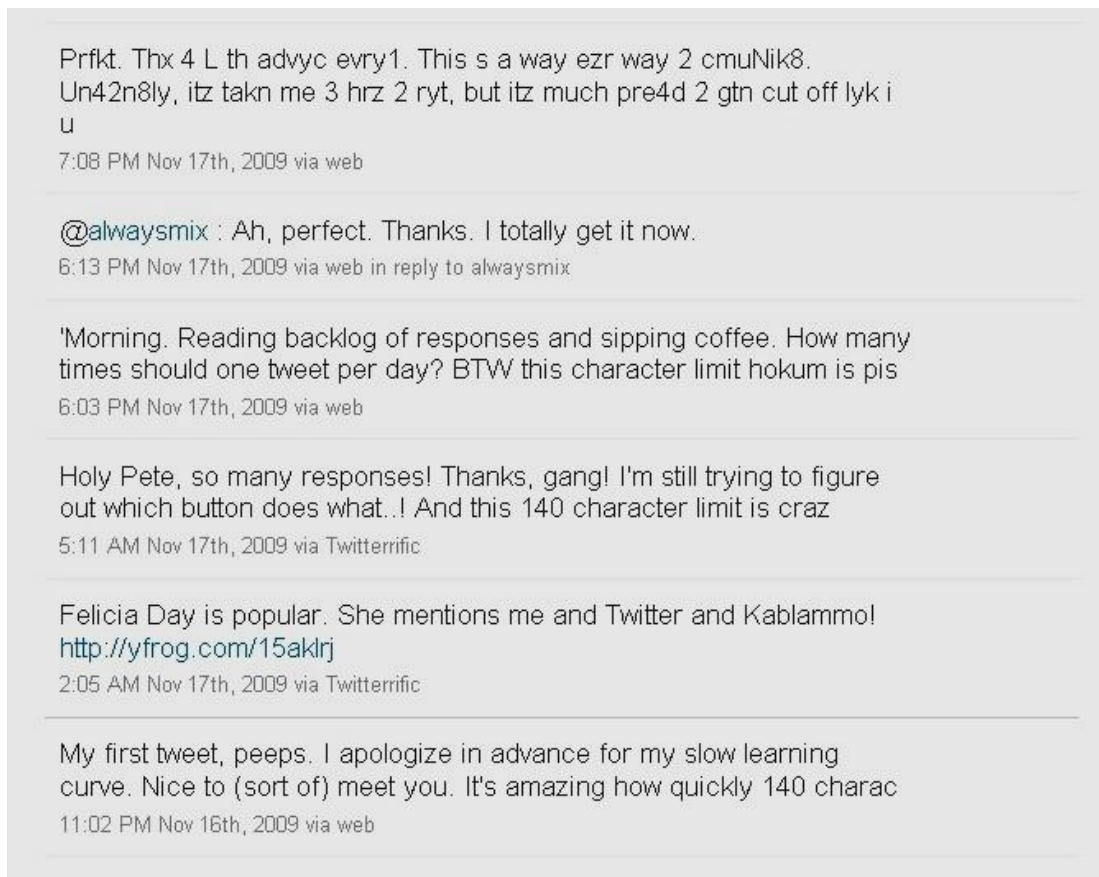 Prfkt. Thx 4 L th advyc evry1. This s a way ezr way 2 cmuNik8.
Un42n8ly, itz takn me 3 hrz 2 ryt, but itz much pre4d 2 gtn cut off lyk i
u
7:08 PM Nov 17th, 2009 via web
@alwaysmix : Ah, perfect. Thanks. I totally get it now.
6:13 PM Nov 17th, 2009 via web in reply to alwaysmix
'Morning. Reading backlog of responses and sipping coffee. How many
times should one tweet per day? BTW this character limit hokum is pis
6:03 PM Nov 17th, 2009 via web
Holy Pete, so many responses! Thanks, gang! I'm still trying to figure
out which button does what..! And this 140 character limit is craz
5:11 AM Nov 17th, 2009 via Twitterrific
Felicia Day is popular. She mentions me and Twitter and Kablammo!
http://yfrog.com/15aklrj
2:05 AM Nov 17th, 2009 via Twitterrific
My first tweet, peeps. I apologize in advance for my slow learning
curve. Nice to (sort of) meet you. It's amazing how quickly 140 charac
11:02 PM Nov 16th, 2009 via web